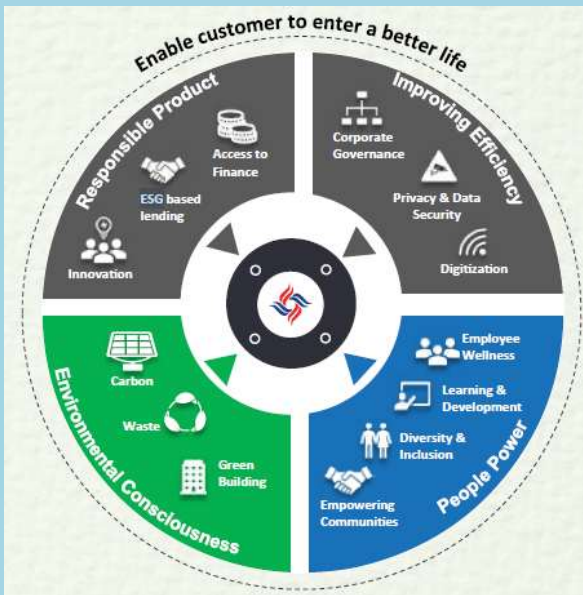 Enable customer to enter a better life
Responsible Product
Access to
Finance
ESG based
lending
Innovation
Improving Efficiency
Corporate
Governance
Privacy & Data
Security
Digitization
Environmental Consciousness
Carbon
Waste
Green
Building
People Power
Employee
Wellness
Learning &
Development
Diversity &
Inclusion
Empowering
Communities